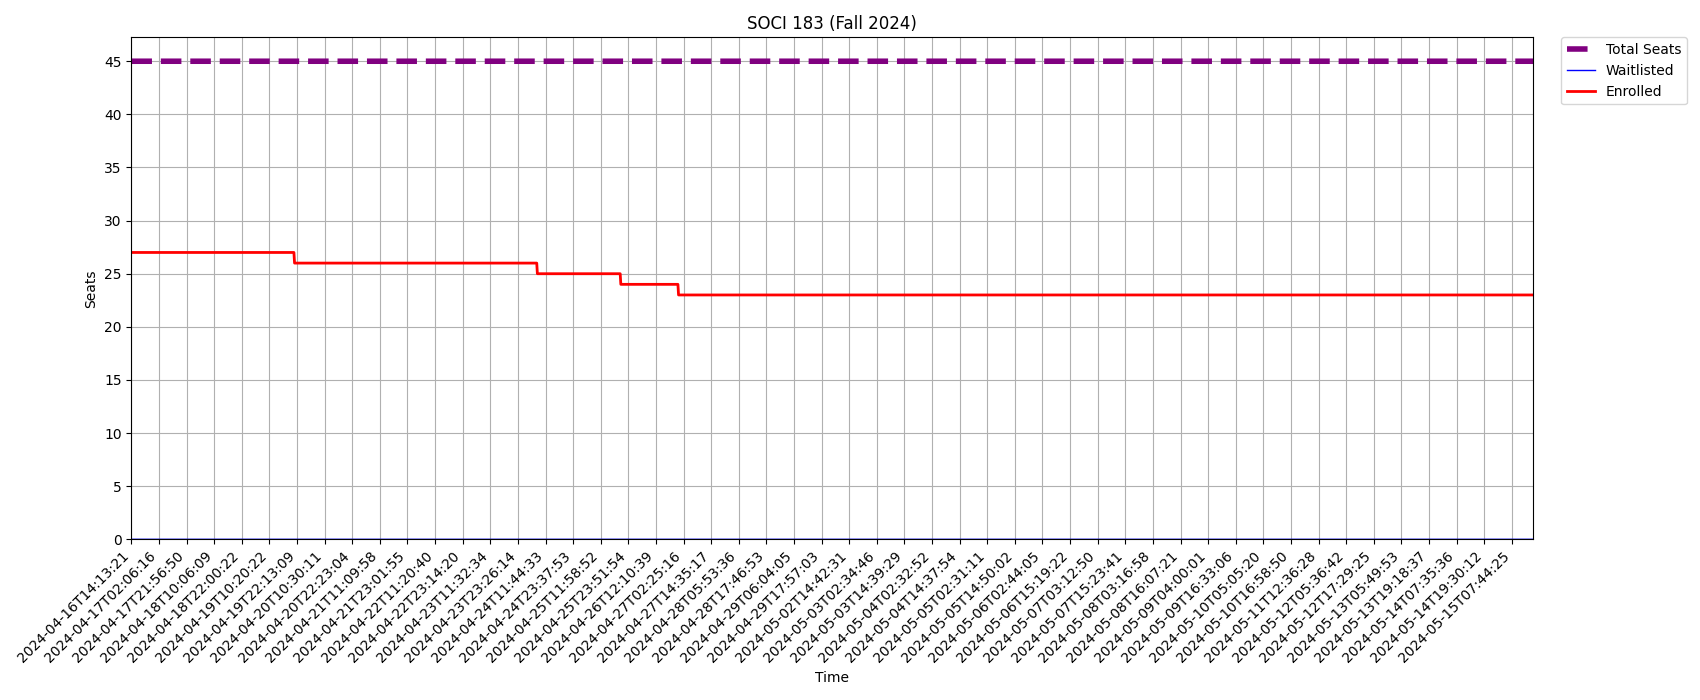 SOCI 183 (Fall 2024)
Total Seats
Waitlisted
Enrolled
Seats
45
40
35
30
25
20
15
10
5
0
2024-04-16T14:13:21
2024-04-17T02:06:16
2024-04-17T21:56:50
2024-04-18T10:06:09
2024-04-18T22:00:22
2024-04-19T10:20:22
2024-04-19T22:13:09
2024-04-20T10:30:11
2024-04-20T22:23:04
2024-04-21T11:09:58
2024-04-21T23:01:55
2024-04-22T11:20:40
2024-04-22T23:14:20
2024-04-23T11:32:34
2024-04-23T23:26:14
2024-04-24T11:44:33
2024-04-24T23:37:53
2024-04-25T11:58:52
2024-04-25T23:51:54
2024-04-26T12:10:39
2024-04-27T02:25:16
2024-04-27T14:35:17
2024-04-28T05:53:36
2024-04-28T17:46:53
2024-04-29T06:04:05
2024-04-29T17:57:03
2024-05-02T14:42:31
2024-05-03T02:34:46
2024-05-03T14:39:29
2024-05-04T02:32:52
2024-05-04T14:37:54
2024-05-05T02:31:11
2024-05-05T14:50:02
2024-05-06T02:44:05
2024-05-06T15:19:22
2024-05-07T03:12:50
2024-05-07T15:23:41
2024-05-08T03:16:58
2024-05-08T16:07:21
2024-05-09T04:00:01
2024-05-09T16:33:06
2024-05-10T05:05:20
2024-05-10T16:58:50
2024-05-11T12:36:28
2024-05-12T05:36:42
2024-05-12T17:29:25
2024-05-13T05:49:53
2024-05-13T19:18:37
2024-05-14T07:35:36
2024-05-14T19:30:12
2024-05-15T07:44:25
Time